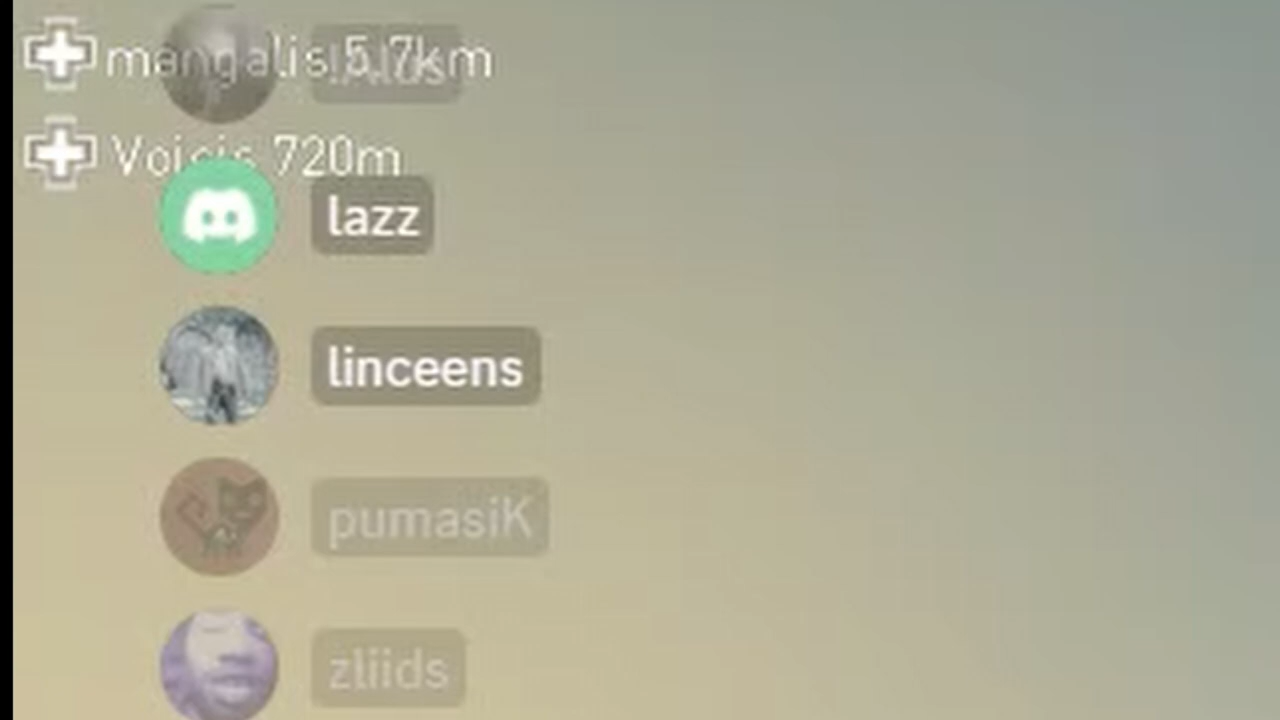 mangalis 5.7km
Voicis 720m
lazz
linceens
pumasiK
zliids